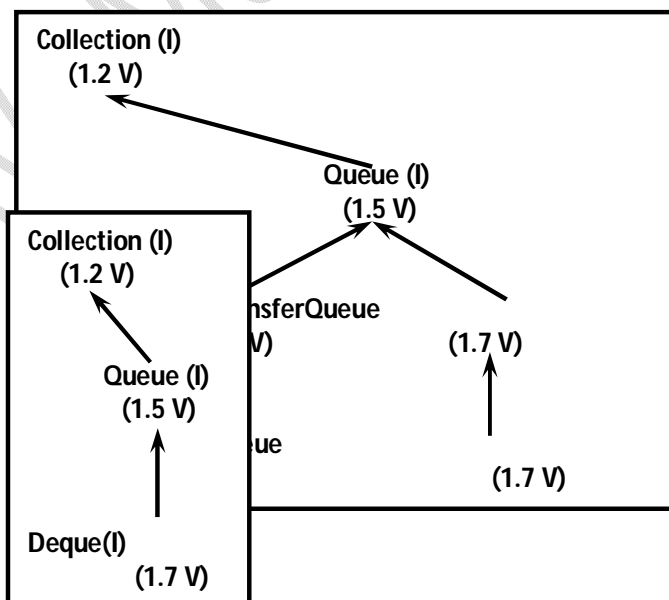 Collection (I)
(1.2 V)
Queue (I)
(1.5 V)
nsferQueue
V)
(1.7 V)
eue
(1.7 V)
Collection (I)
(1.2 V)
Queue (I)
(1.5 V)
Deque(I)
(1.7 V)